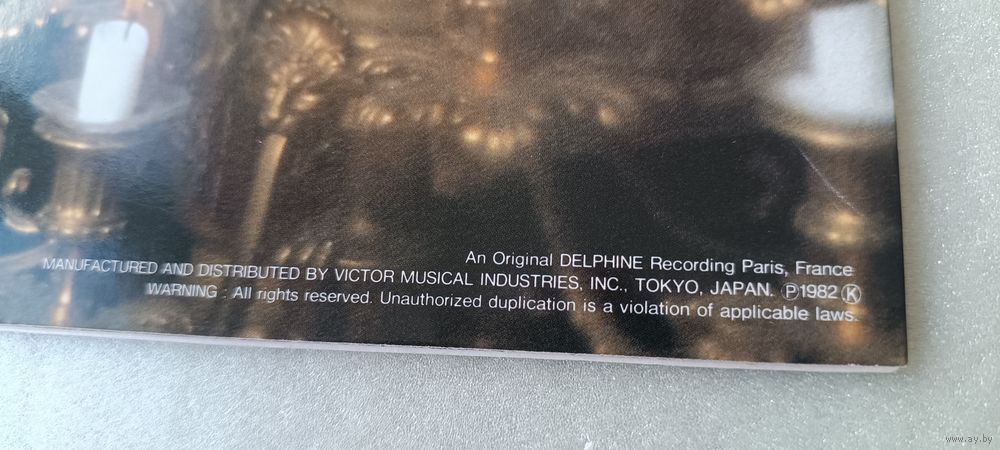 An Original DELPHINE Recording Paris, France
MANUFACTURED AND DISTRIBUTED BY VICTOR MUSICAL INDUSTRIES, INC., TOKYO, JAPAN. Ⓟ1982 Ⓚ
WARNING : All rights reserved. Unauthorized duplication is a violation of applicable laws.
www.ay.by